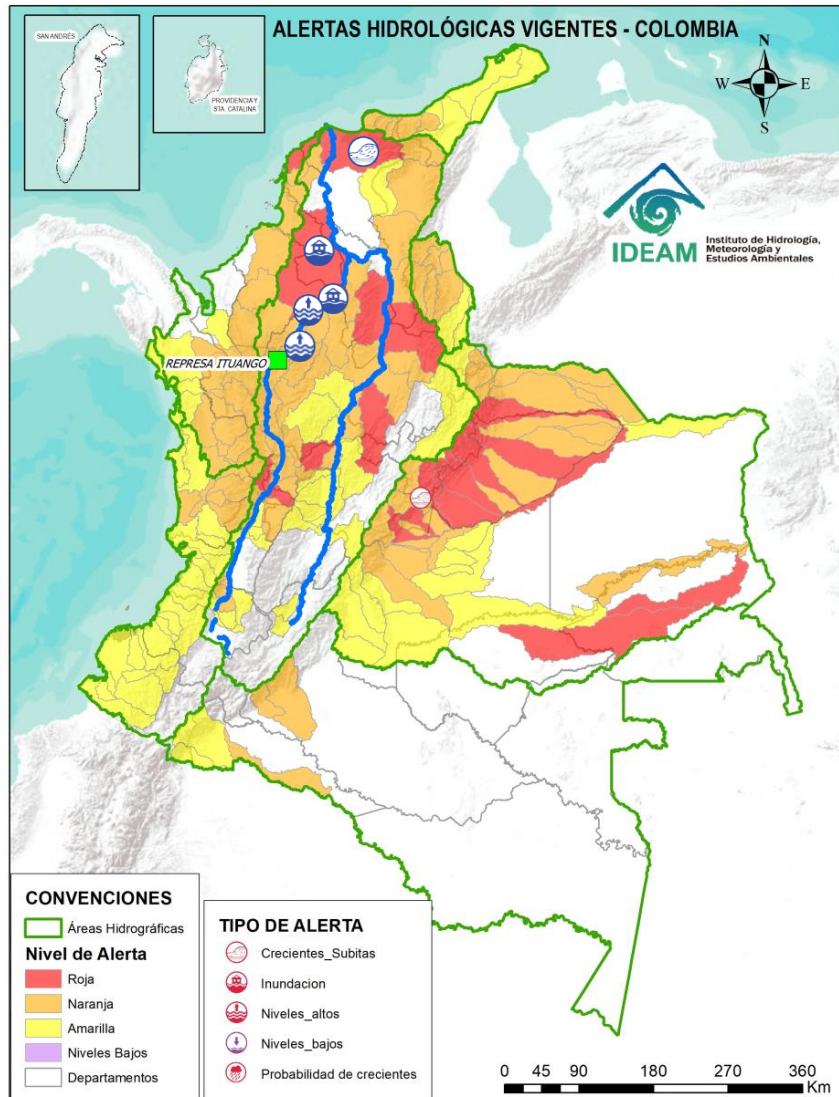 ALERTAS HIDROLÓGICAS VIGENTES - COLOMBIA
SAN ANDRÉS
PROVIDENCIA Y
STA. CATALINA
N
W
E
S
IDEAM
Instituto de Hidrología,
Meteorología y
Estudios Ambientales
REPRESA ITUANGO
CONVENCIONES
Áreas Hidrográficas
Nivel de Alerta
Roja
Naranja
Amarilla
Niveles Bajos
Departamentos
TIPO DE ALERTA
Crecientes_Subitas
Inundacion
Niveles_altos
Niveles_bajos
Probabilidad de crecientes
0 45 90 180 270 360
Km